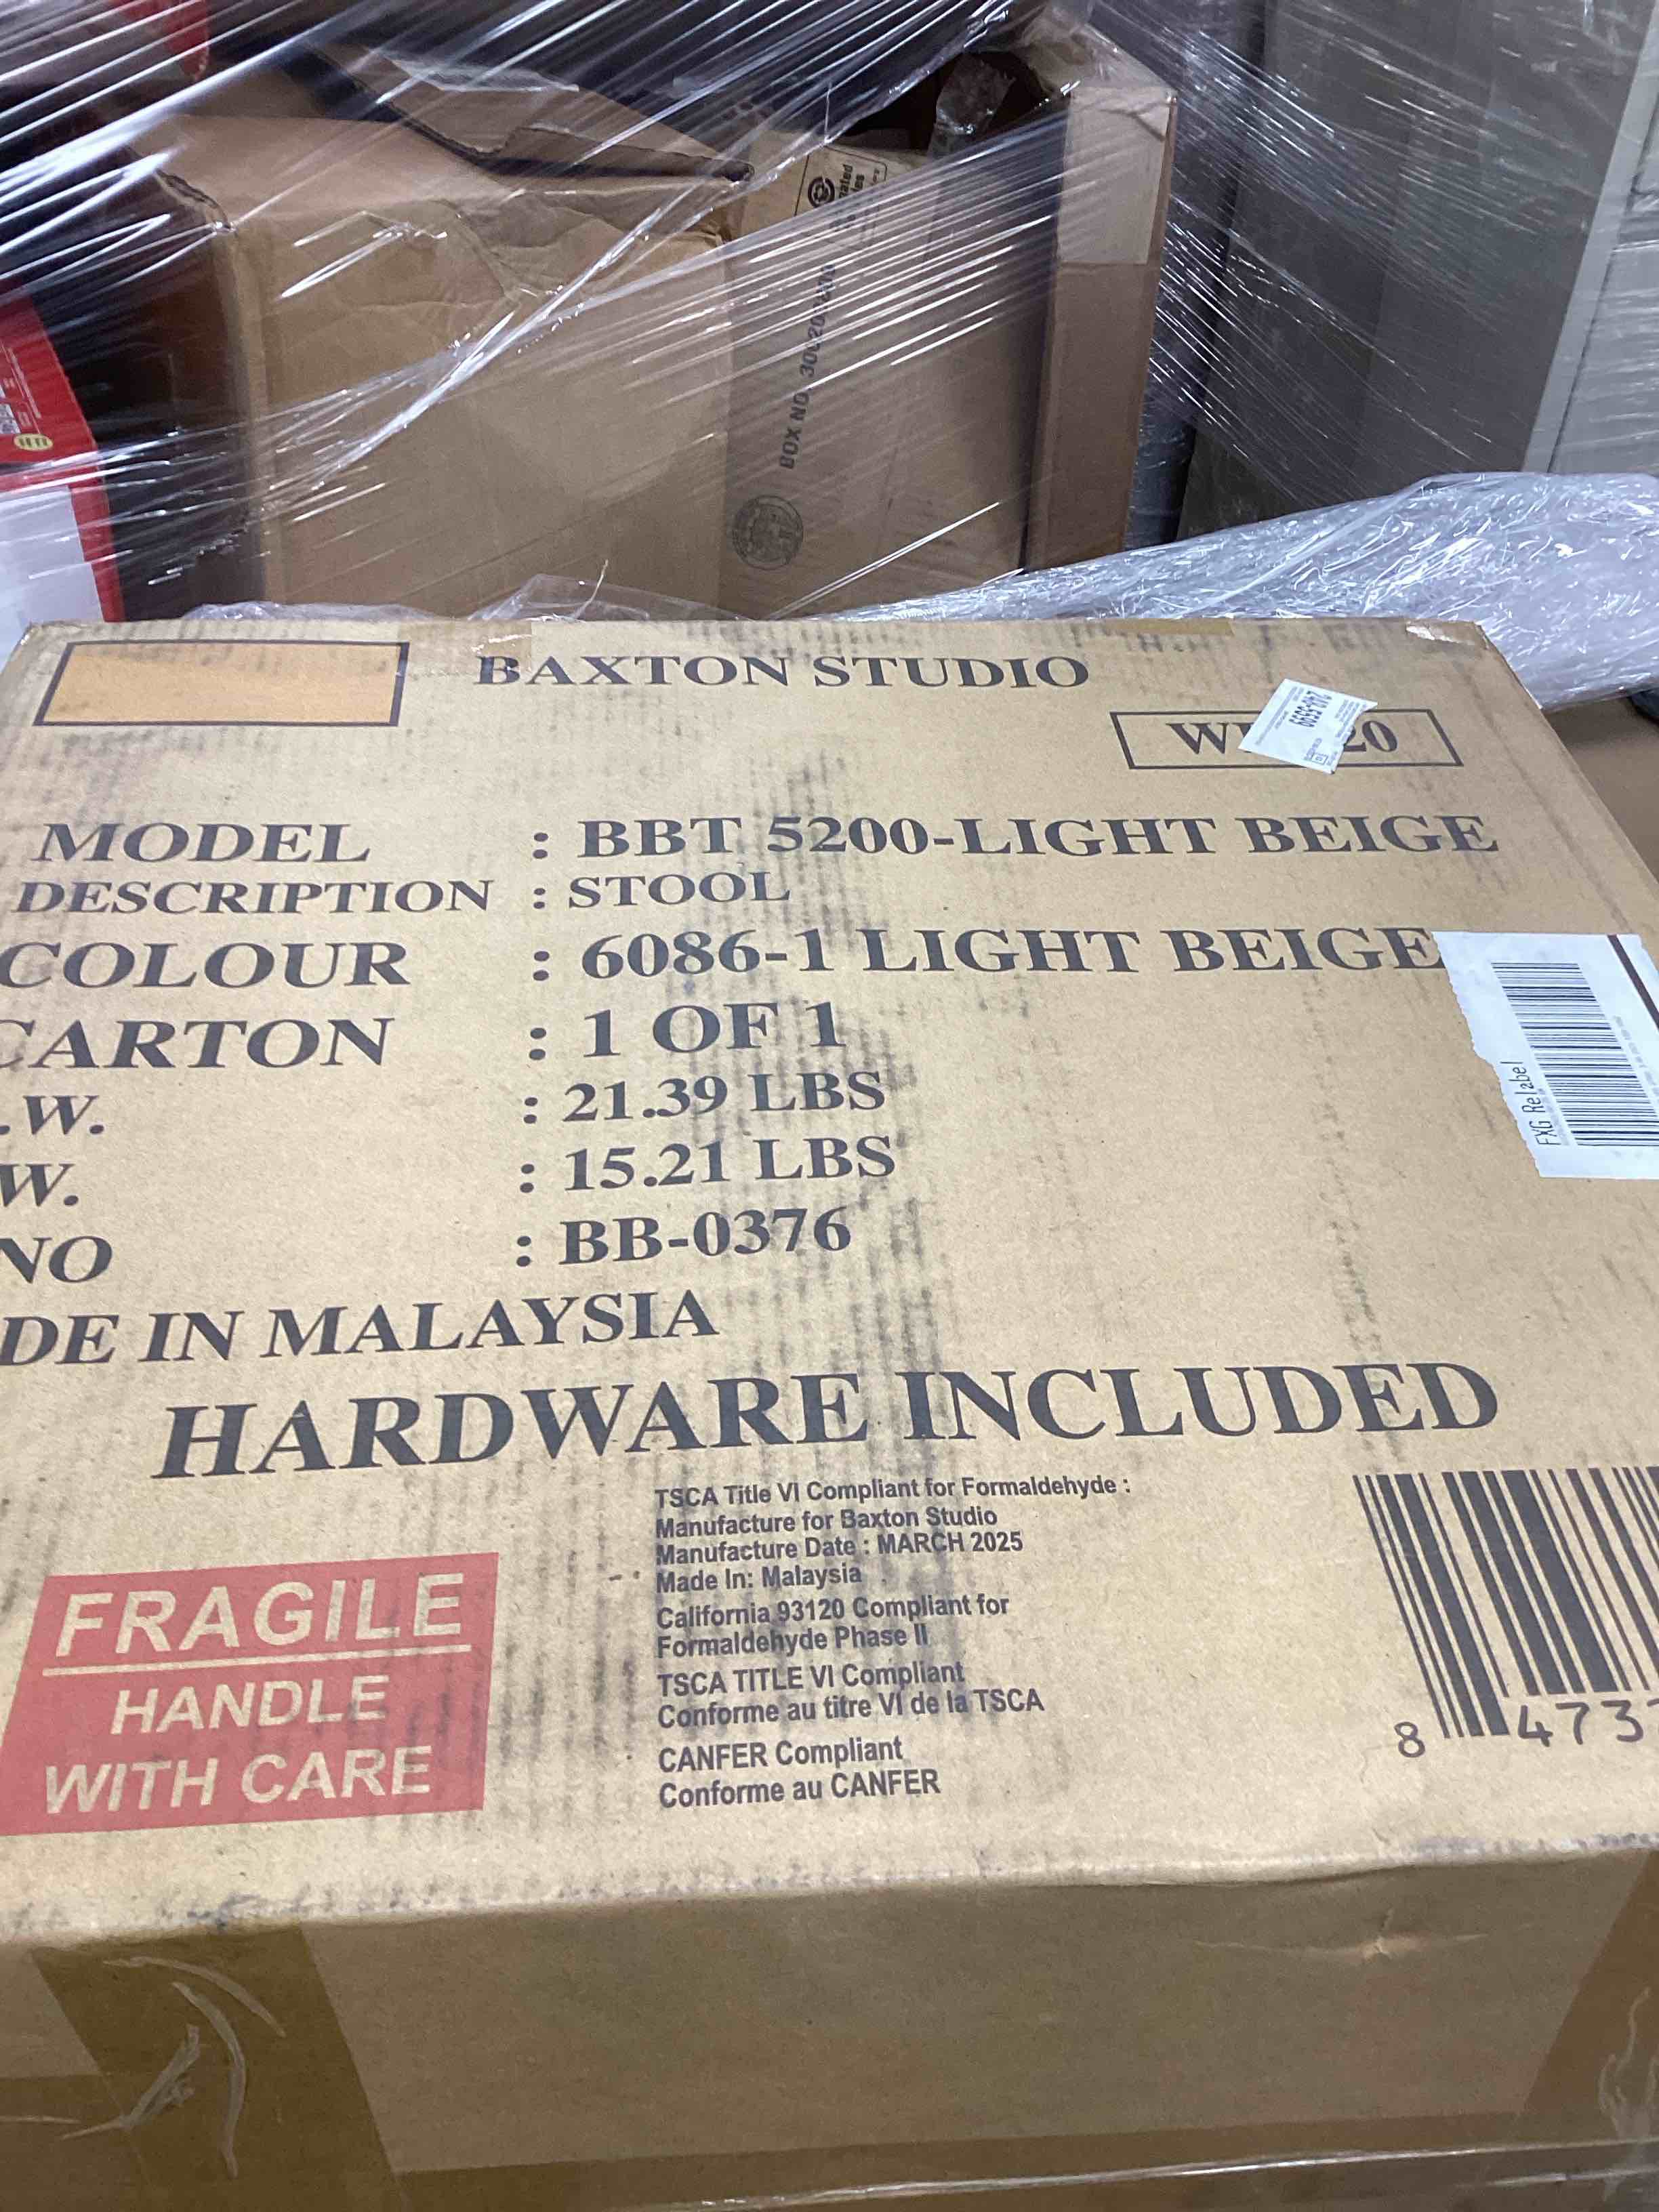 BOX NO.
BAXTON STUDIO
240-5399
MODEL : BBT 5200-LIGHT BEIGE
DESCRIPTION : STOOL
COLOUR : 6086-1 LIGHT BEIGE
CARTON : 1 OF 1
.W. : 21.39 LBS
W. : 15.21 LBS
NO : BB-0376
DE IN MALAYSIA
HARDWARE INCLUDED
FXG Relabel
TSCA Title VI Compliant for Formaldehyde :
Manufacture for Baxton Studio
Manufacture Date : MARCH 2025
Made In: Malaysia
California 93120 Compliant for
Formaldehyde Phase II
TSCA TITLE VI Compliant
Conforme au titre VI de la TSCA
CANFER Compliant
Conforme au CANFER
FRAGILE
HANDLE
WITH CARE
8 473